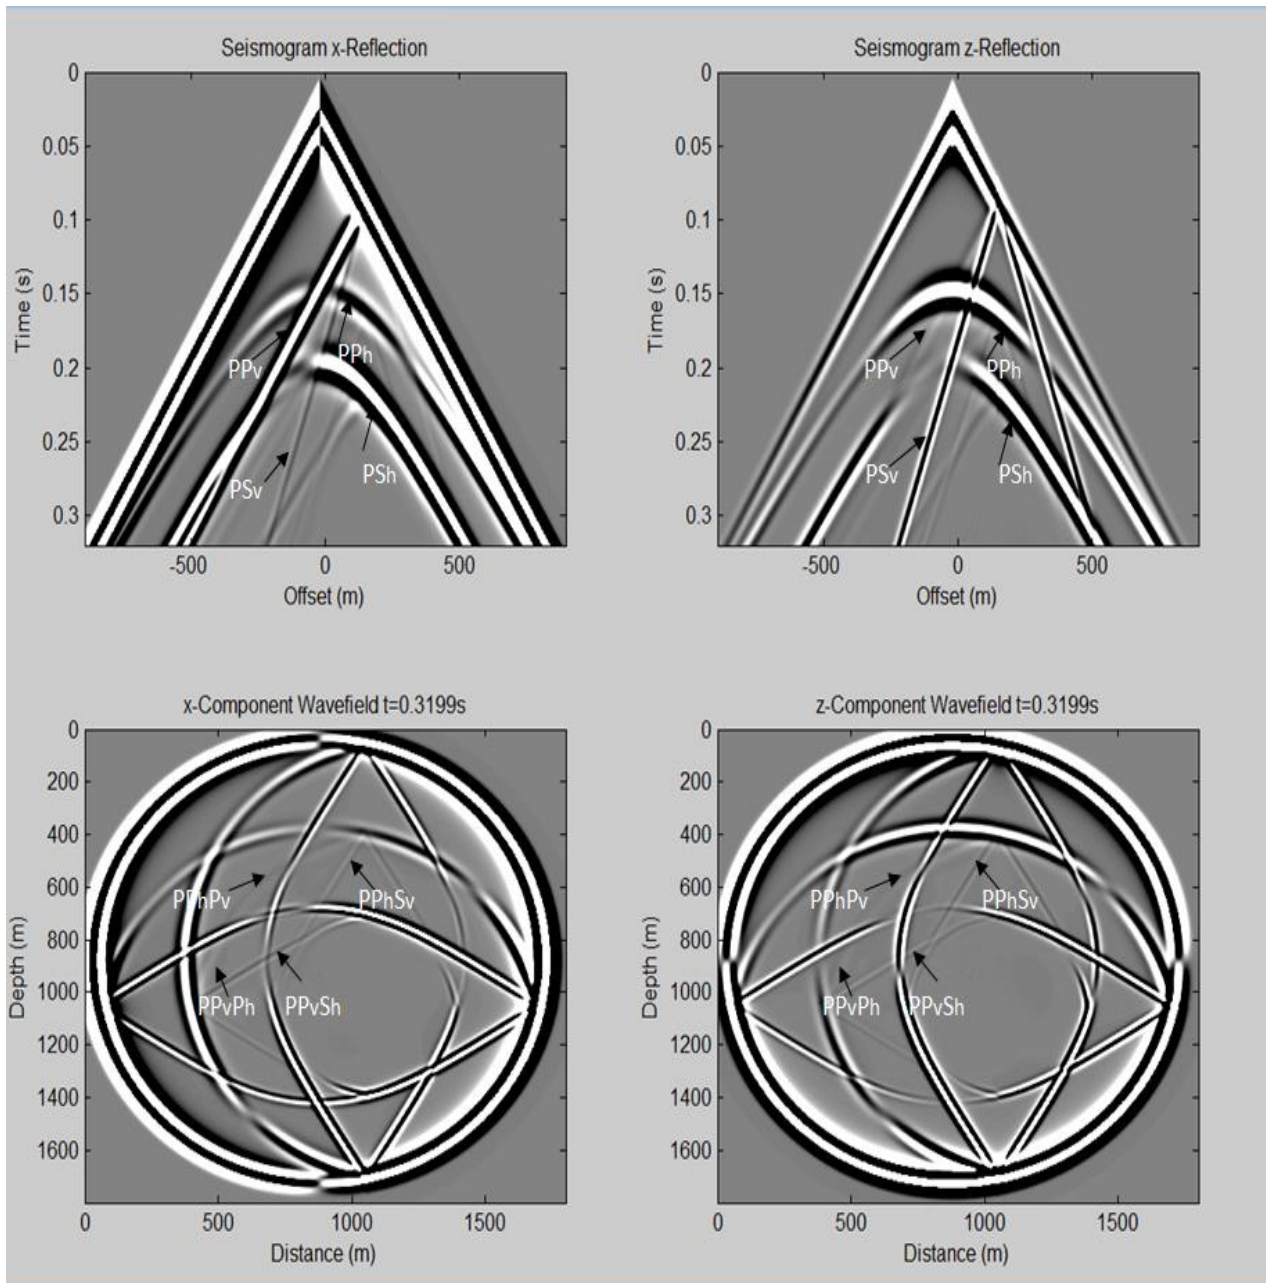 Seismogram x-Reflection
Seismogram z-Reflection
0
0.05
0.1
0.15
0.2
0.25
0.3
Time (s)
PPv
PPh
PSv
PSh
-500
0
500
Offset (m)
0
0.05
0.1
0.15
0.2
0.25
0.3
Time (s)
PPv
PPh
PSv
PSh
-500
0
500
Offset (m)
x-Component Wavefield t=0.3199s
z-Component Wavefield t=0.3199s
0
200
400
600
800
1000
1200
1400
1600
Depth (m)
PPhPv
PPhSv
PPvPh
PPvSh
0
500
1000
1500
Distance (m)
0
200
400
600
800
1000
1200
1400
1600
Depth (m)
PPhPv
PPhSv
PPvPh
PPvSh
0
500
1000
1500
Distance (m)